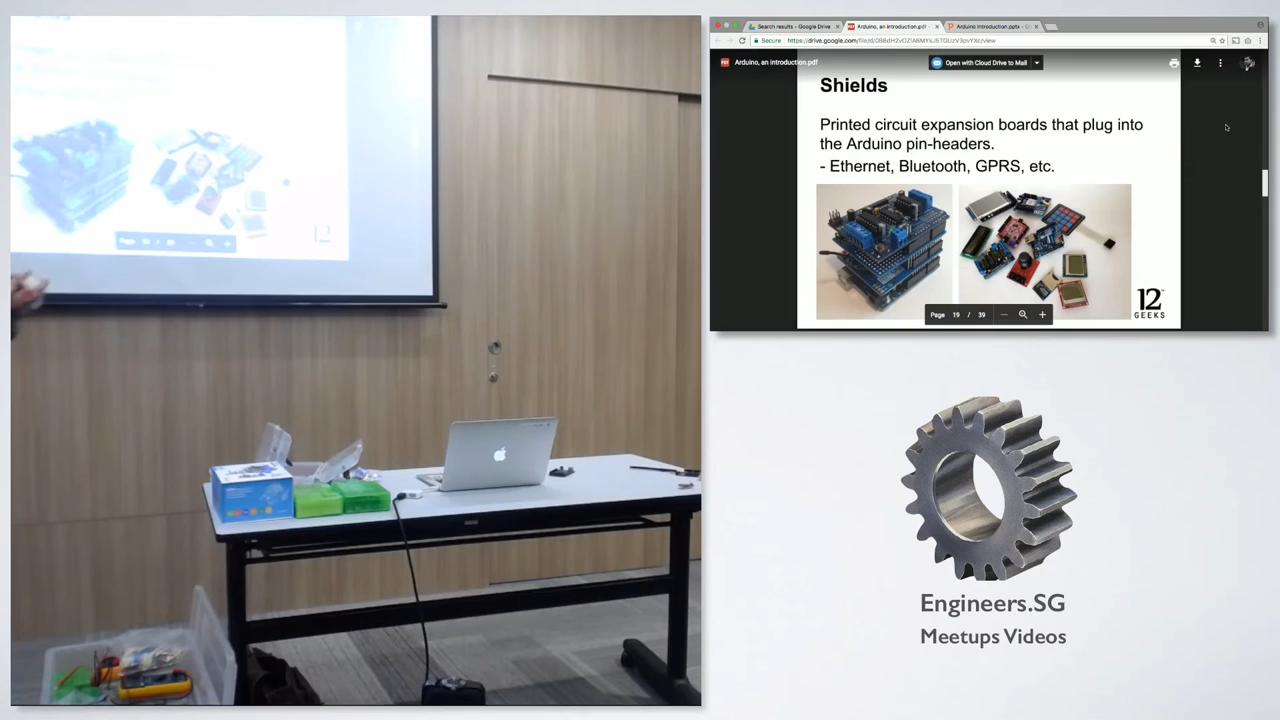 Search results - Google Drive
Arduino, an introduction.pdf
Arduino Introduction.pptx - G
Secure
Arduino, an introduction.pdf
Open with Cloud Drive to Mail
Shields
Printed circuit expansion boards that plug into
the Arduino pin-headers.
- Ethernet, Bluetooth, GPRS, etc.
12
GEEKS
Page 19 / 39
12
Engineers.SG
Meetups Videos